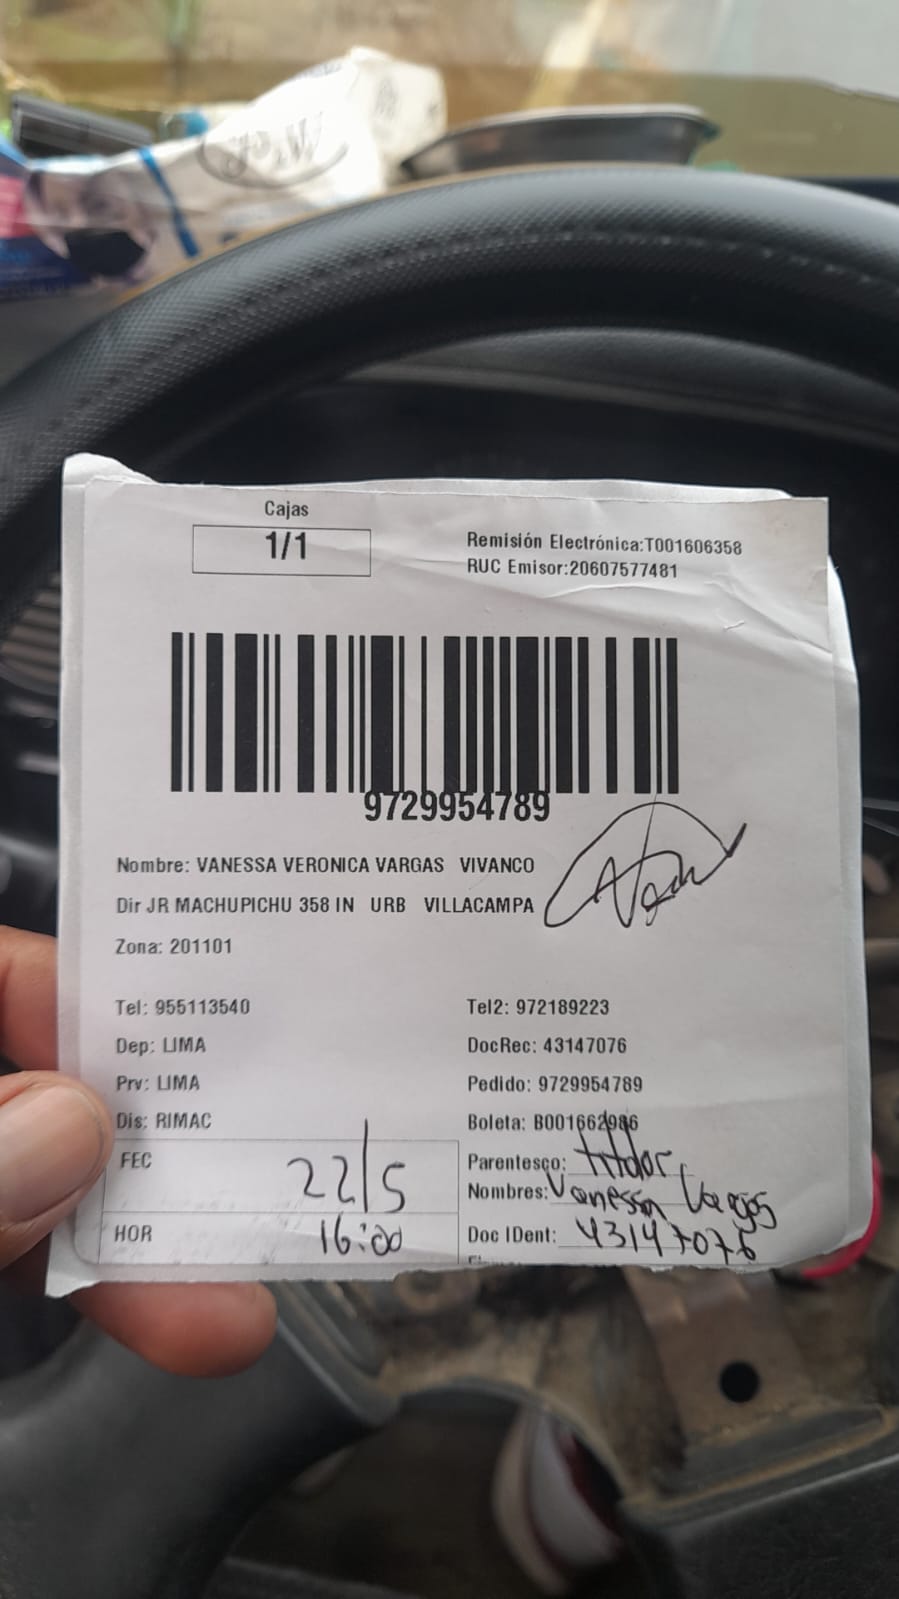 Cajas
1/1
Remisión Electrónica:T001606358
RUC Emisor:20607577481
9729954789
Nombre: VANESSA VERONICA VARGAS VIVANCO
Dir JR MACHUPICHU 358 IN URB VILLACAMPA
Zona: 201101
Tel: 955113540
Tel2: 972189223
Dep: LIMA
DocRec: 43147076
Prv: LIMA
Pedido: 9729954789
Dis: RIMAC
Boleta: B001662986
FEC 22/5
Parentesco: titular
Nombres: Vanessa Vargas
HOR 16:00
Doc IDent: 43147076